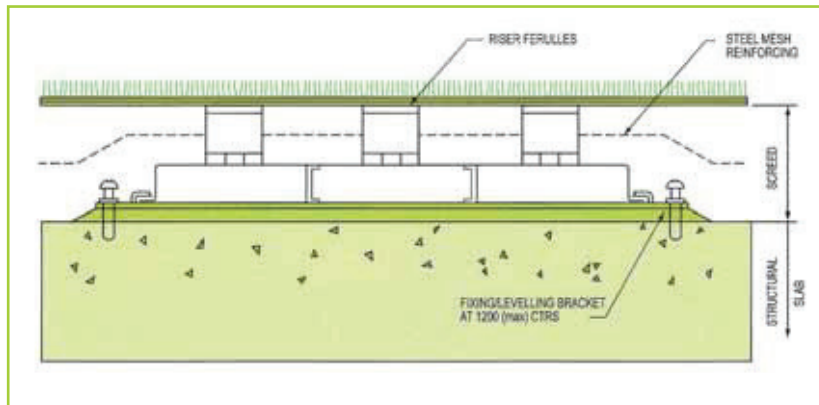 RISER FERULLES
STEEL MESH
REINFORCING
SCREED
FIXING/LEVELLING BRACKET
AT 1200 (max) CTRS
STRUCTURAL
SLAB